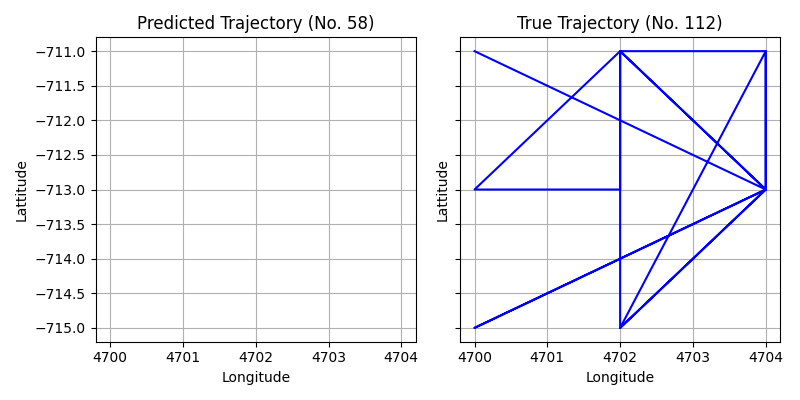 Predicted Trajectory (No. 58)
True Trajectory (No. 112)
−711.0
−711.5
−712.0
−712.5
−713.0
−713.5
−714.0
−714.5
−715.0
Lattitude
Lattitude
4700 4701 4702 4703 4704
4700 4701 4702 4703 4704
Longitude
Longitude